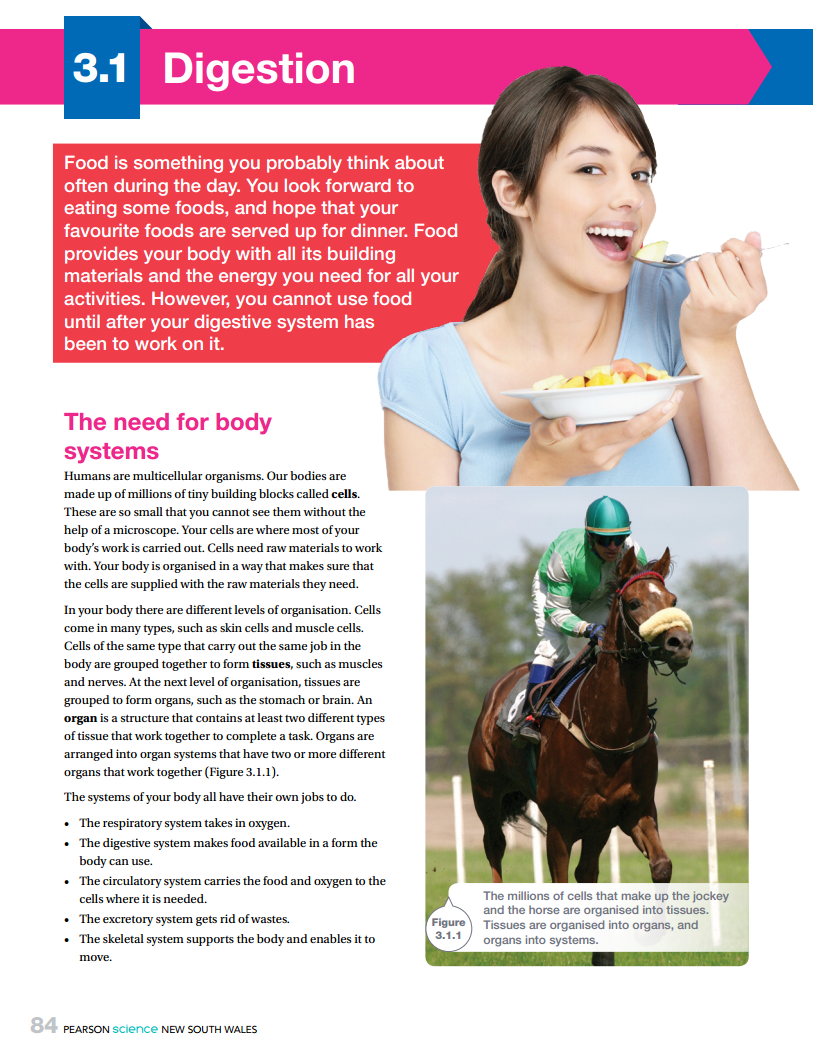 3.1 Digestion
Food is something you probably think about
often during the day. You look forward to
eating some foods, and hope that your
favourite foods are served up for dinner. Food
provides your body with all its building
materials and the energy you need for all your
activities. However, you cannot use food
until after your digestive system has
been to work on it.
The need for body
systems
Humans are multicellular organisms. Our bodies are
made up of millions of tiny building blocks called cells.
These are so small that you cannot see them without the
help of a microscope. Your cells are where most of your
body's work is carried out. Cells need raw materials to work
with. Your body is organised in a way that makes sure that
the cells are supplied with the raw materials they need.
In your body there are different levels of organisation. Cells
come in many types, such as skin cells and muscle cells.
Cells of the same type that carry out the same job in the
body are grouped together to form tissues, such as muscles
and nerves. At the next level of organisation, tissues are
grouped to form organs, such as the stomach or brain. An
organ is a structure that contains at least two different types
of tissue that work together to complete a task. Organs are
arranged into organ systems that have two or more different
organs that work together (Figure 3.1.1).
The systems of your body all have their own jobs to do.
• The respiratory system takes in oxygen.
• The digestive system makes food available in a form the
body can use.
• The circulatory system carries the food and oxygen to the
cells where it is needed.
• The excretory system gets rid of wastes.
• The skeletal system supports the body and enables it to
move.
8
Figure
3.1.1
The millions of cells that make up the jockey
and the horse are organised into tissues.
Tissues are organised into organs, and
organs into systems.
84 PEARSON science NEW SOUTH WALES